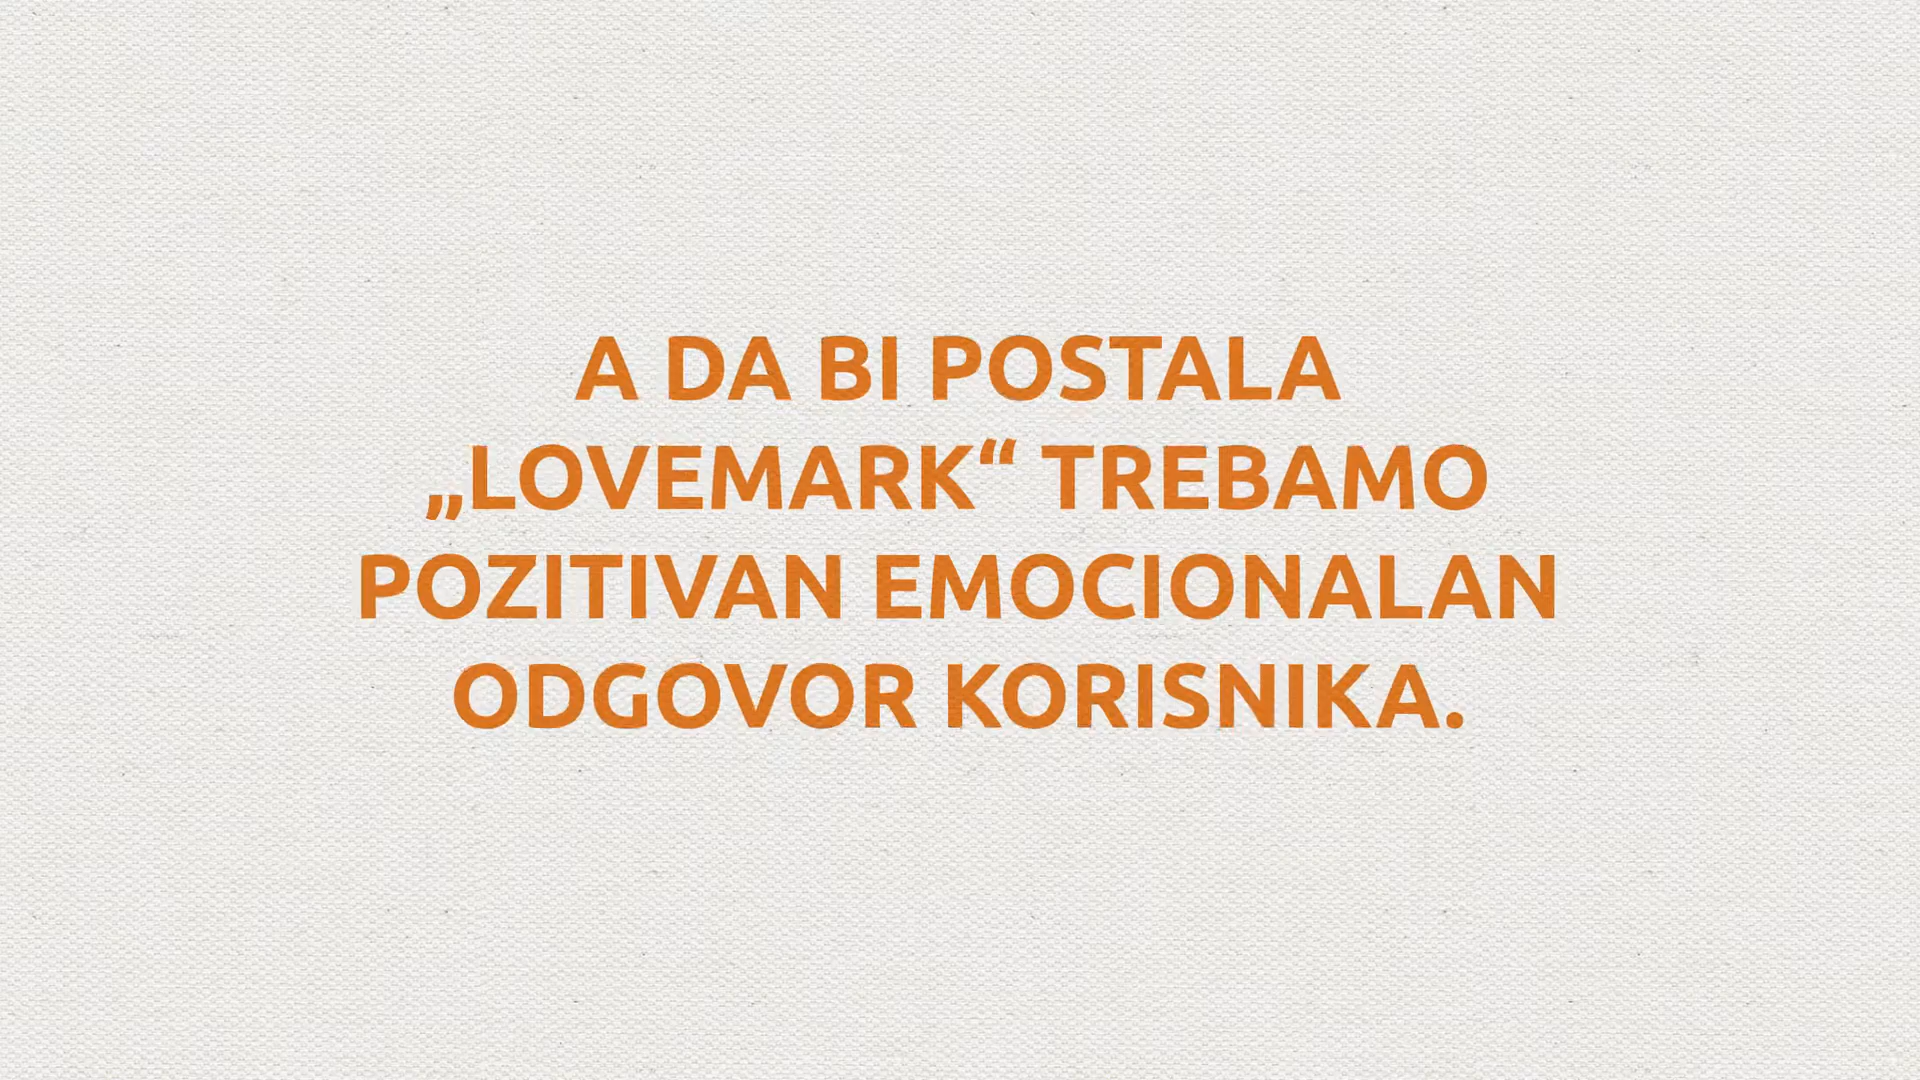 A DA BI POSTALA
„LOVEMARK“ TREBAMO
POZITIVAN EMOCIONALAN
ODGOVOR KORISNIKA.